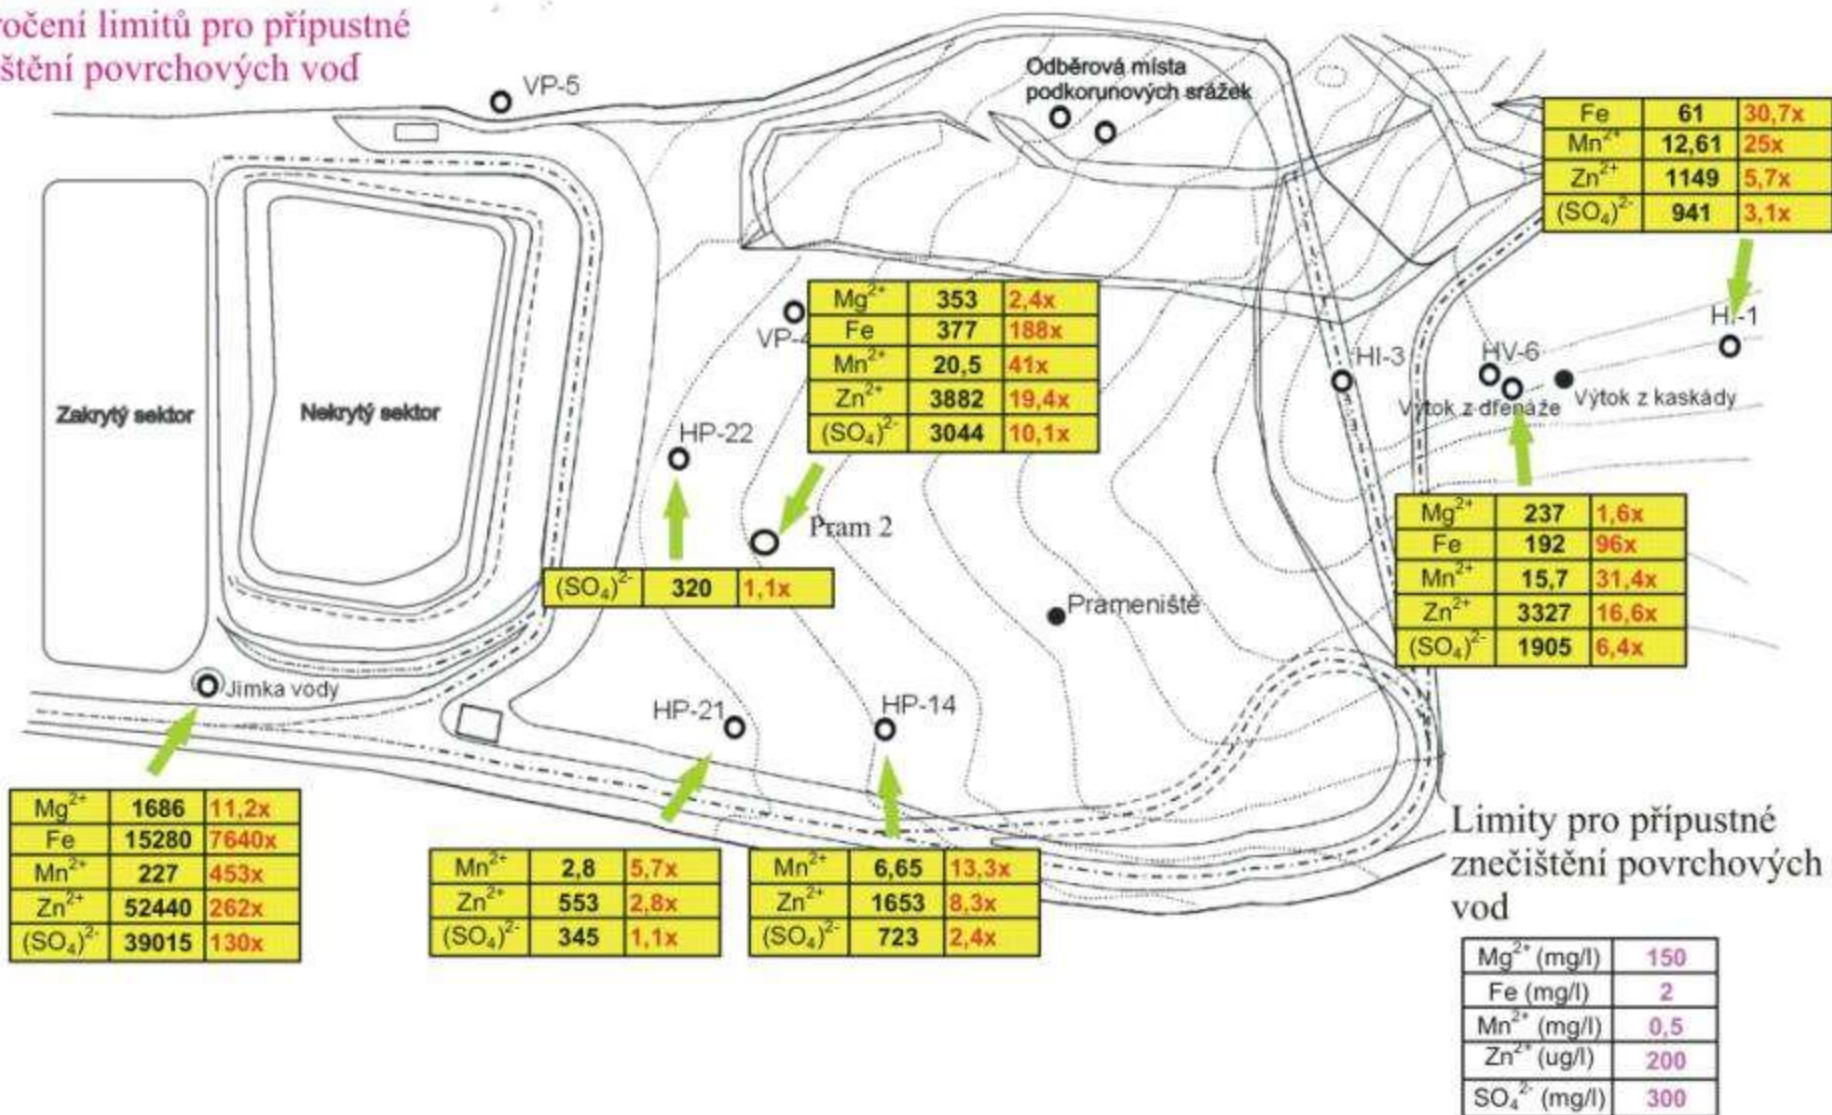 ročení limitů pro přípustné
ištění povrchových voď
VP-5
Odběrová místa
podkorunových srážek
Fe 61 30,7x
Mn²⁺ 12,61 25x
Zn²⁺ 1149 5,7x
(SO₄)²⁻ 941 3,1x
Mg²⁺ 353 2,4x
Fe 377 188x
Mn²⁺ 20,5 41x
Zn²⁺ 3882 19,4x
(SO₄)²⁻ 3044 10,1x
VP-4
HI-1
HI-3
HV-6
Výtok z drenáže
Výtok z kaskády
Zakrytý sektor
Nekrytý sektor
HP-22
Pram 2
(SO₄)²⁻ 320 1,1x
Prameniště
Mg²⁺ 237 1,6x
Fe 192 96x
Mn²⁺ 15,7 31,4x
Zn²⁺ 3327 16,6x
(SO₄)²⁻ 1905 6,4x
Jímka vody
HP-21
HP-14
Mg²⁺ 1686 11,2x
Fe 15280 7640x
Mn²⁺ 227 453x
Zn²⁺ 52440 262x
(SO₄)²⁻ 39015 130x
Mn²⁺ 2,8 5,7x
Zn²⁺ 553 2,8x
(SO₄)²⁻ 345 1,1x
Mn²⁺ 6,65 13,3x
Zn²⁺ 1653 8,3x
(SO₄)²⁻ 723 2,4x
Limity pro přípustné
znečištění povrchových
vod
Mg²⁺ (mg/l) 150
Fe (mg/l) 2
Mn²⁺ (mg/l) 0,5
Zn²⁺ (ug/l) 200
SO₄²⁻ (mg/l) 300